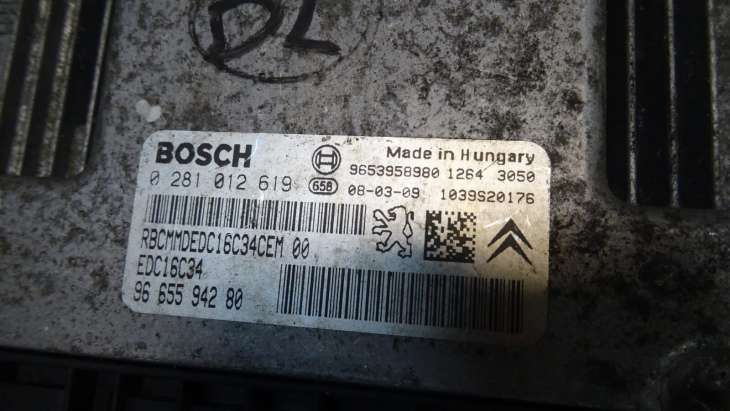 DL
BOSCH
Made in Hungary
9653958980 1264 3050
0 281 012 619 658 08-03-09 1039S20176
RBCMMDEDC16C34CEM 00
EDC16C34
96 655 942 80